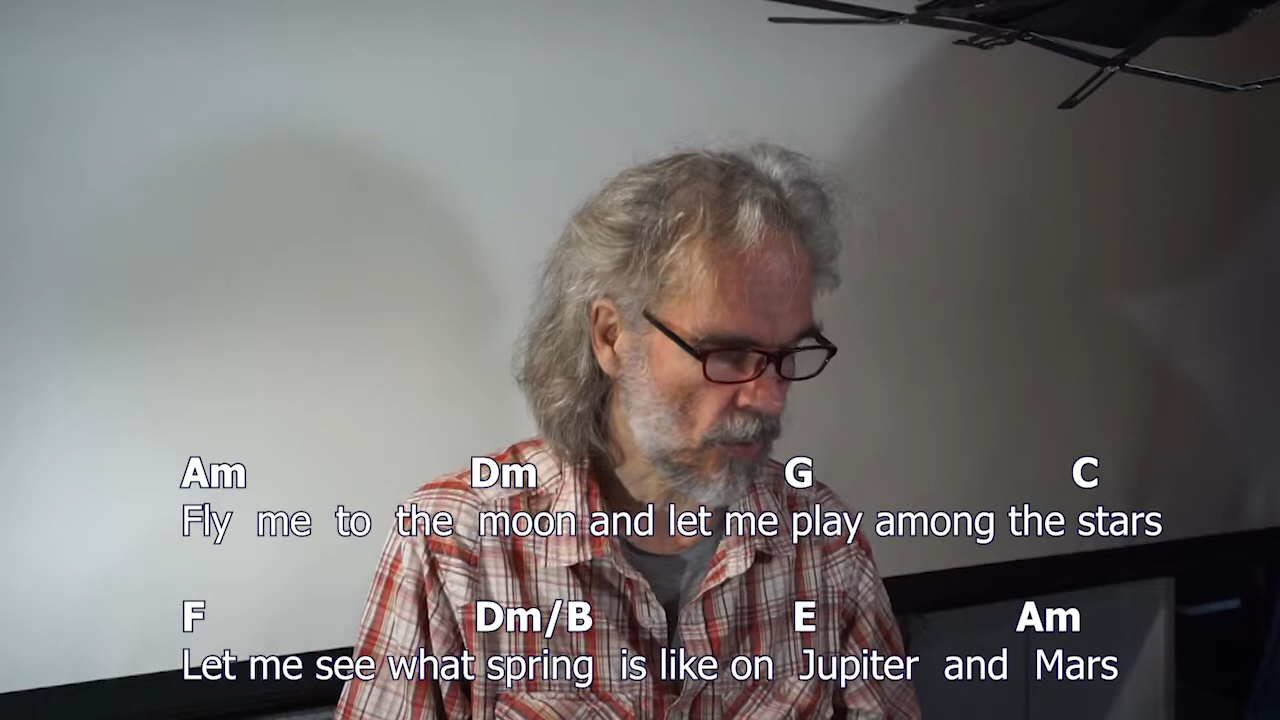 Am Dm G C
Fly me to the moon and let me play among the stars
F Dm/B E Am
Let me see what spring is like on Jupiter and Mars